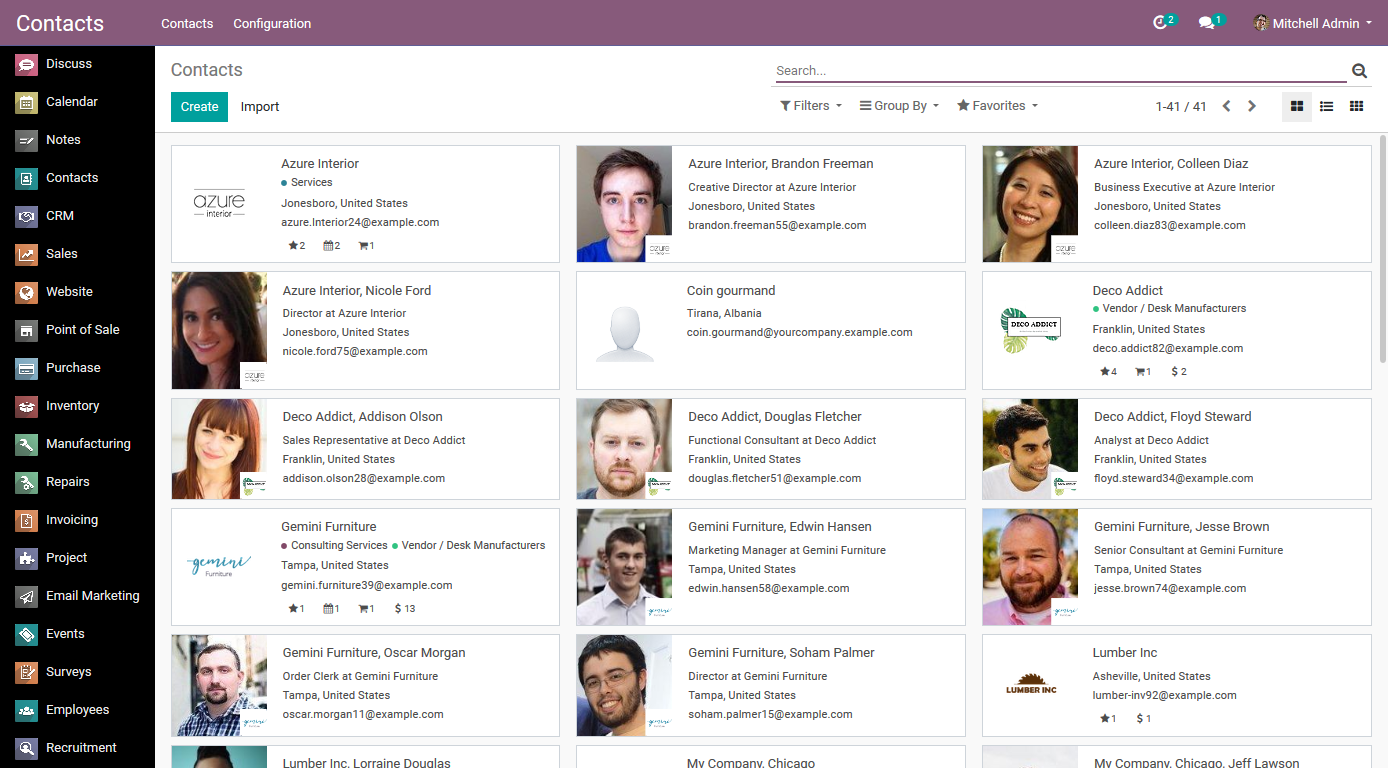 Contacts
Contacts
Configuration
2
1
Mitchell Admin
Discuss
Calendar
Notes
Contacts
CRM
Sales
Website
Point of Sale
Purchase
Inventory
Manufacturing
Repairs
Invoicing
Project
Email Marketing
Events
Surveys
Employees
Recruitment
Contacts
Search...
Create
Import
Filters
Group By
Favorites
1-41 / 41
azure
interior
Azure Interior
Services
Jonesboro, United States
azure.Interior24@example.com
2 2 1
Azure Interior, Brandon Freeman
Creative Director at Azure Interior
Jonesboro, United States
brandon.freeman55@example.com
azure
Azure Interior, Colleen Diaz
Business Executive at Azure Interior
Jonesboro, United States
colleen.diaz83@example.com
azure
Azure Interior, Nicole Ford
Director at Azure Interior
Jonesboro, United States
nicole.ford75@example.com
azure
Coin gourmand
Tirana, Albania
coin.gourmand@yourcompany.example.com
DECO ADDICT
Deco Addict
Vendor / Desk Manufacturers
Franklin, United States
deco.addict82@example.com
4 1 $ 2
Deco Addict, Addison Olson
Sales Representative at Deco Addict
Franklin, United States
addison.olson28@example.com
Deco Addict, Douglas Fletcher
Functional Consultant at Deco Addict
Franklin, United States
douglas.fletcher51@example.com
Deco Addict, Floyd Steward
Analyst at Deco Addict
Franklin, United States
floyd.steward34@example.com
gemini
Furniture
Gemini Furniture
Consulting Services Vendor / Desk Manufacturers
Tampa, United States
gemini.furniture39@example.com
1 1 1 $ 13
Gemini Furniture, Edwin Hansen
Marketing Manager at Gemini Furniture
Tampa, United States
edwin.hansen58@example.com
gemini
Gemini Furniture, Jesse Brown
Senior Consultant at Gemini Furniture
Tampa, United States
jesse.brown74@example.com
gemini
Gemini Furniture, Oscar Morgan
Order Clerk at Gemini Furniture
Tampa, United States
oscar.morgan11@example.com
gemini
Gemini Furniture, Soham Palmer
Director at Gemini Furniture
Tampa, United States
soham.palmer15@example.com
gemini
LUMBER INC
Lumber Inc
Asheville, United States
lumber-inv92@example.com
1 $ 1
Lumber Inc, Lorraine Douglas
My Company, Chicago
My Company, Chicago, Jeff Lawson